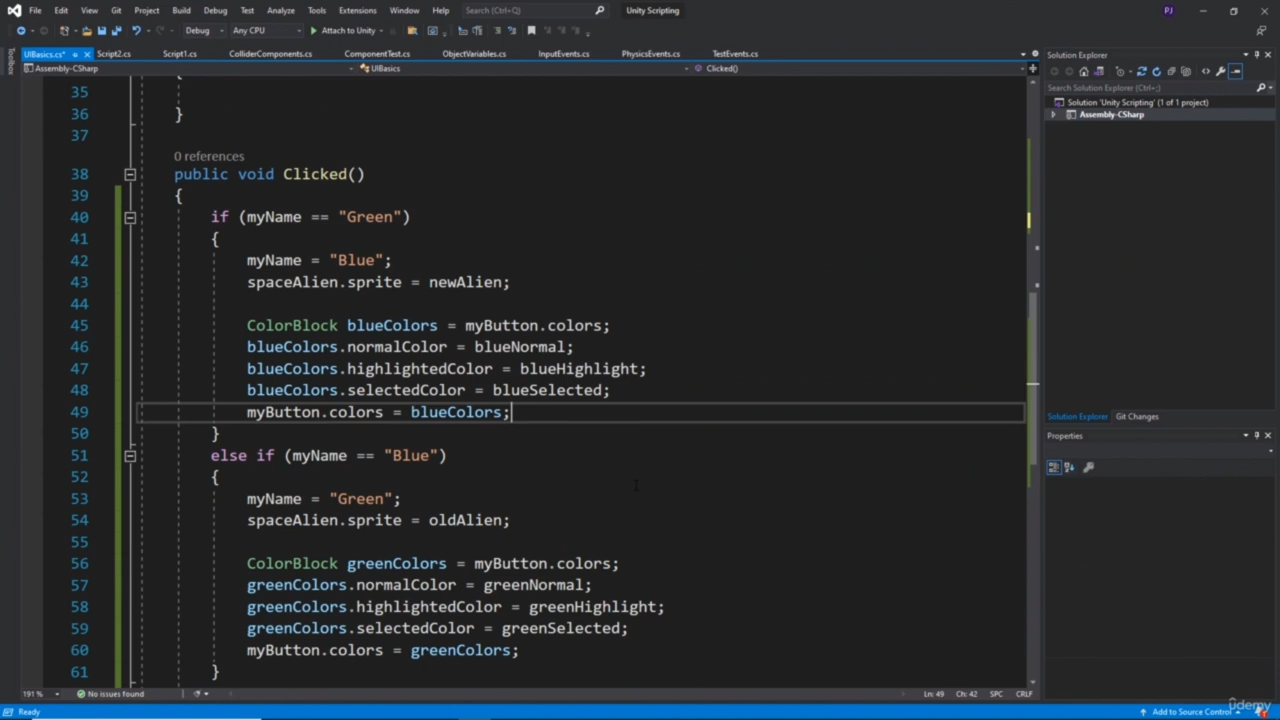 File Edit View Git Project Build Debug Test Analyze Tools Extensions Window Help Search (Ctrl+Q) Unity Scripting PJ
Debug Any CPU Attach to Unity
UIBasics.cs* Script2.cs Script1.cs ColliderComponents.cs ComponentTest.cs ObjectVariables.cs InputEvents.cs PhysicsEvents.cs TestEvents.cs
Assembly-CSharp UIBasics Clicked()
Toolbox
35
36 }
37
0 references
38 public void Clicked()
39 {
40 if (myName == "Green")
41 {
42 myName = "Blue";
43 spaceAlien.sprite = newAlien;
44
45 ColorBlock blueColors = myButton.colors;
46 blueColors.normalColor = blueNormal;
47 blueColors.highlightedColor = blueHighlight;
48 blueColors.selectedColor = blueSelected;
49 myButton.colors = blueColors;
50 }
51 else if (myName == "Blue")
52 {
53 myName = "Green";
54 spaceAlien.sprite = oldAlien;
55
56 ColorBlock greenColors = myButton.colors;
57 greenColors.normalColor = greenNormal;
58 greenColors.highlightedColor = greenHighlight;
59 greenColors.selectedColor = greenSelected;
60 myButton.colors = greenColors;
61 }
191 % No issues found Ln: 49 Ch: 42 SPC CRLF
Solution Explorer
Search Solution Explorer (Ctrl+;)
Solution 'Unity Scripting' (1 of 1 project)
Assembly-CSharp
Solution Explorer Git Changes
Properties
Ready Add to Source Control
udemy